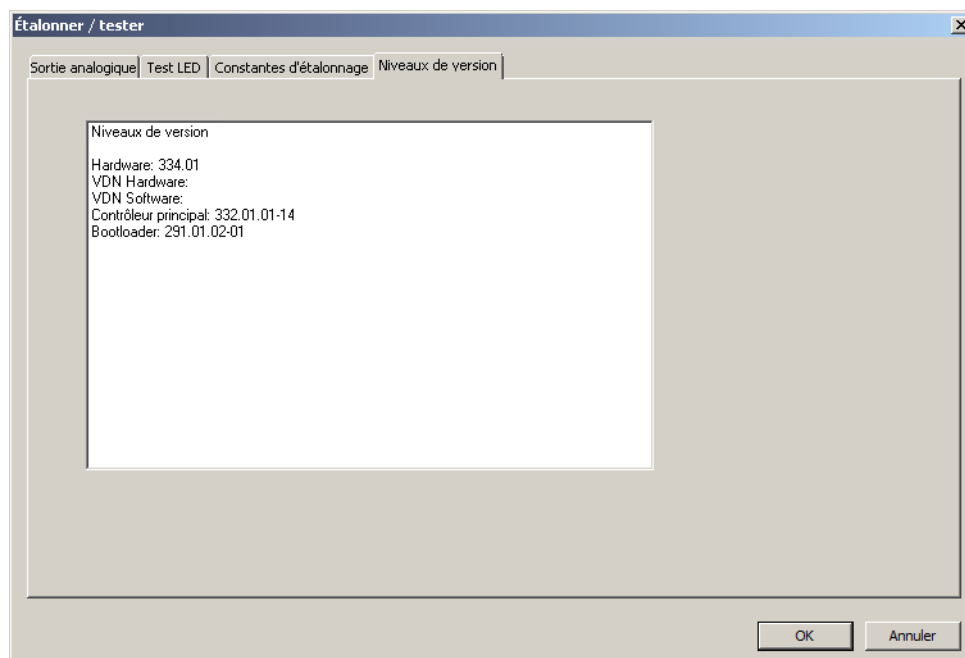 Étalonner / tester
Sortie analogique Test LED Constantes d'étalonnage Niveaux de version
Niveaux de version
Hardware: 334.01
VDN Hardware:
VDN Software:
Contrôleur principal: 332.01.01-14
Bootloader: 291.01.02-01
OK Annuler